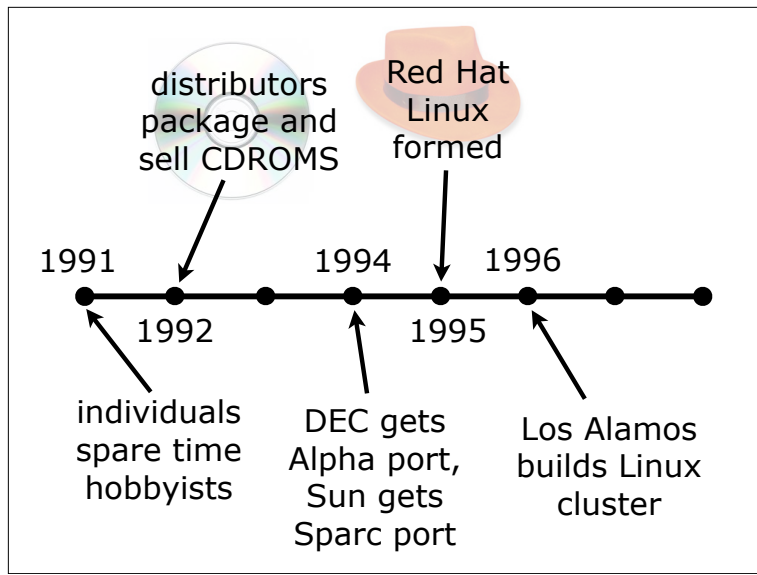 distributors
package and
sell CDROMS
Red Hat
Linux
formed
1991
1994
1996
1992
1995
individuals
spare time
hobbyists
DEC gets
Alpha port,
Sun gets
Sparc port
Los Alamos
builds Linux
cluster